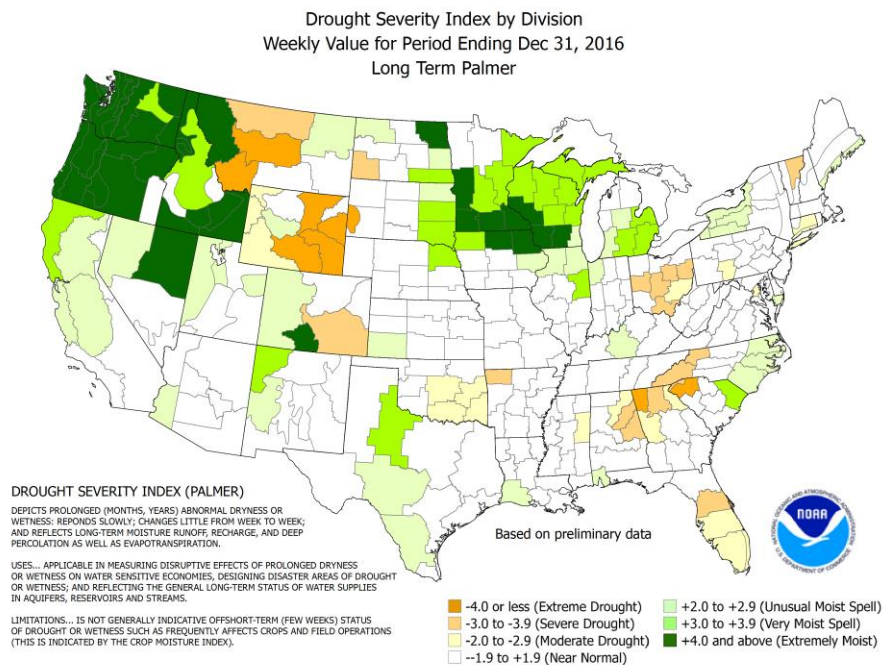 Drought Severity Index by Division
Weekly Value for Period Ending Dec 31, 2016
Long Term Palmer
DROUGHT SEVERITY INDEX (PALMER)
DEPICTS PROLONGED (MONTHS, YEARS) ABNORMAL DRYNESS OR
WETNESS: REPONDS SLOWLY; CHANGES LITTLE FROM WEEK TO WEEK;
AND REFLECTS LONG-TERM MOISTURE RUNOFF, RECHARGE, AND DEEP
PERCOLATION AS WELL AS EVAPOTRANSPIRATION.
USES... APPLICABLE IN MEASURING DISRUPTIVE EFFECTS OF PROLONGED DRYNESS
OR WETNESS ON WATER SENSITIVE ECONOMIES, DESIGNING DISASTER AREAS OF DROUGHT
OR WETNESS; AND REFLECTING THE GENERAL LONG-TERM STATUS OF WATER SUPPLIES
IN AQUIFERS, RESERVOIRS AND STREAMS.
LIMITATIONS... IS NOT GENERALLY INDICATIVE OFFSHORT-TERM (FEW WEEKS) STATUS
OF DROUGHT OR WETNESS SUCH AS FREQUENTLY AFFECTS CROPS AND FIELD OPERATIONS
(THIS IS INDICATED BY THE CROP MOISTURE INDEX).
Based on preliminary data
NATIONAL OCEANIC AND ATMOSPHERIC ADMINISTRATION
NOAA
U.S. DEPARTMENT OF COMMERCE
-4.0 or less (Extreme Drought)
-3.0 to -3.9 (Severe Drought)
-2.0 to -2.9 (Moderate Drought)
--1.9 to +1.9 (Near Normal)
+2.0 to +2.9 (Unusual Moist Spell)
+3.0 to +3.9 (Very Moist Spell)
+4.0 and above (Extremely Moist)